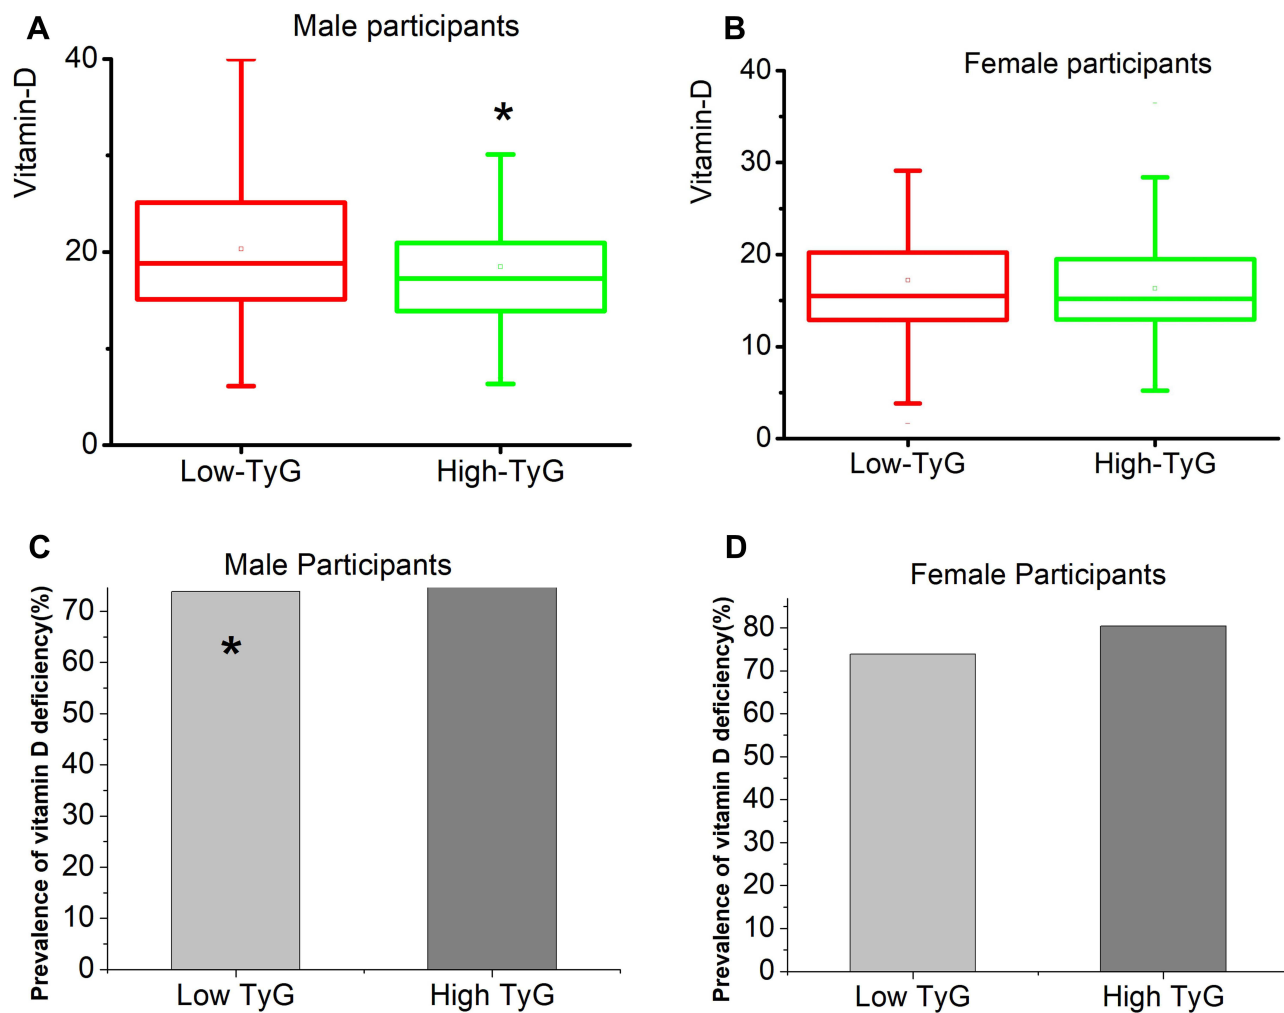 A
Male participants
Vitamin-D
40
20
0
*
Low-TyG
High-TyG
B
Female participants
Vitamin-D
40
30
20
10
0
Low-TyG
High-TyG
C
Male Participants
Prevalence of vitamin D deficiency(%)
70
60
50
40
30
20
10
0
*
Low TyG
High TyG
D
Female Participants
Prevalence of vitamin D deficiency(%)
80
70
60
50
40
30
20
10
0
Low TyG
High TyG